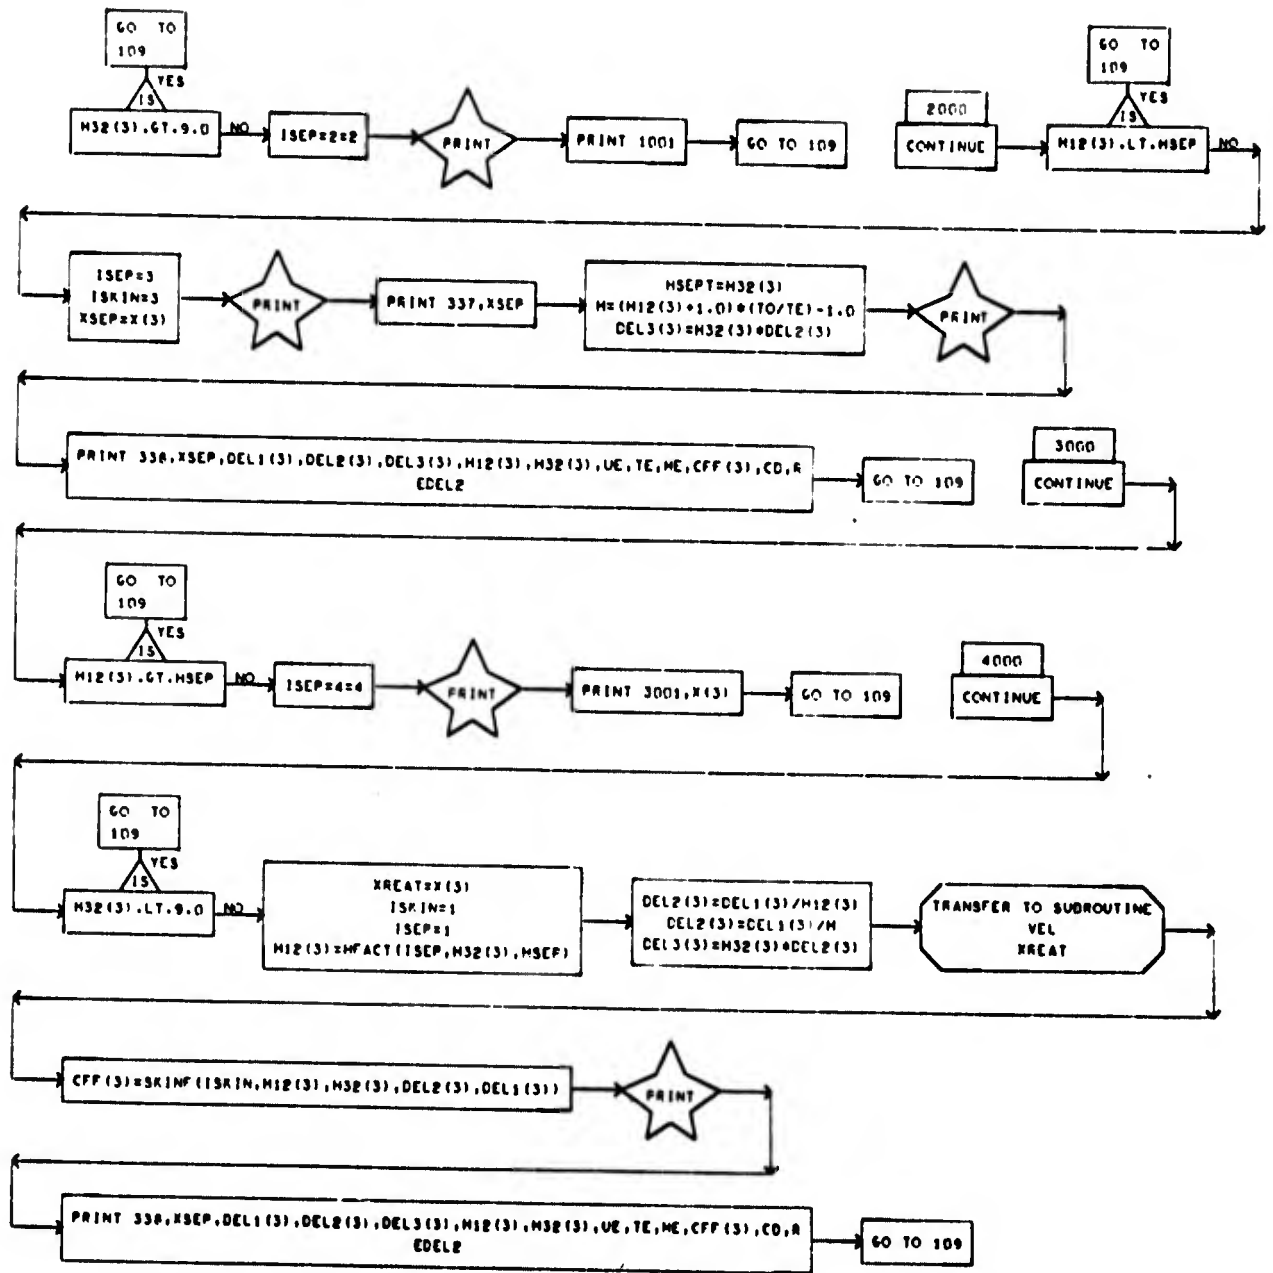 GO TO
109
YES
IS
H32(3).GT.9.0
NO
ISEP=2=2
PRINT
PRINT 1001
GO TO 109
2000
CONTINUE
GO TO
109
YES
IS
H12(3).LT.HSEP
NO
ISEP=3
ISKIN=3
XSEP=X(3)
PRINT
PRINT 337,XSEP
HSEPT=H32(3)
H=(H12(3)+1.0)*(TO/TE)-1.0
DEL3(3)=H32(3)*DEL2(3)
PRINT
PRINT 338,XSEP,DEL1(3),DEL2(3),DEL3(3),H12(3),H32(3),UE,TE,ME,CFF(3),CD,R
EDEL2
GO TO 109
3000
CONTINUE
GO TO
109
YES
IS
H12(3).GT.HSEP
NO
ISEP=4=4
PRINT
PRINT 3001,X(3)
GO TO 109
4000
CONTINUE
GO TO
109
YES
IS
H32(3).LT.9.0
NO
XREAT=X(3)
ISKIN=1
ISEP=1
H12(3)=HFACT(ISEP,H32(3),HSEP)
DEL2(3)=DEL1(3)/H12(3)
DEL2(3)=DEL1(3)/H
DEL3(3)=H32(3)*DEL2(3)
TRANSFER TO SUBROUTINE
VEL
XREAT
CFF(3)=SKINF(ISKIN,H12(3),H32(3),DEL2(3),DEL1(3))
PRINT
PRINT 338,XSEP,DEL1(3),DEL2(3),DEL3(3),H12(3),H32(3),UE,TE,ME,CFF(3),CD,R
EDEL2
GO TO 109